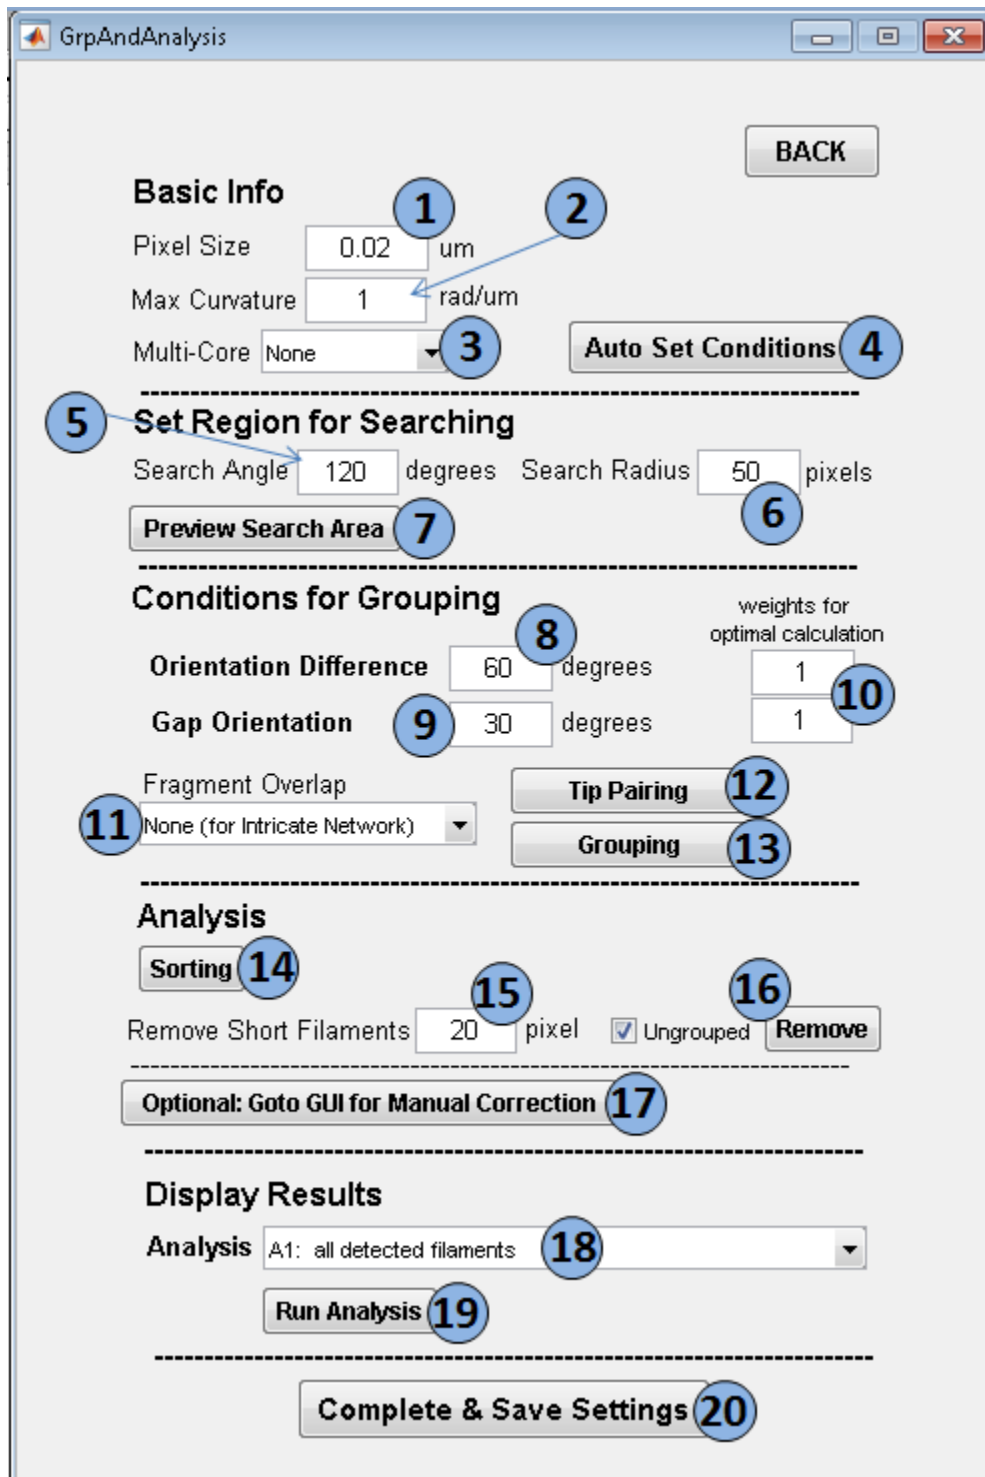 GrpAndAnalysis
BACK
Basic Info
1
2
Pixel Size 0.02 um
Max Curvature 1 rad/um
Multi-Core None 3
Auto Set Conditions 4
5
Set Region for Searching
Search Angle 120 degrees Search Radius 50 pixels
6
Preview Search Area 7
Conditions for Grouping
weights for
optimal calculation
8
Orientation Difference 60 degrees 1
Gap Orientation 9 30 degrees 1
10
Fragment Overlap
11 None (for Intricate Network)
Tip Pairing 12
Grouping 13
Analysis
Sorting 14
15
16
Remove Short Filaments 20 pixel Ungrouped Remove
Optional: Goto GUI for Manual Correction 17
Display Results
Analysis A1: all detected filaments 18
Run Analysis 19
Complete & Save Settings 20